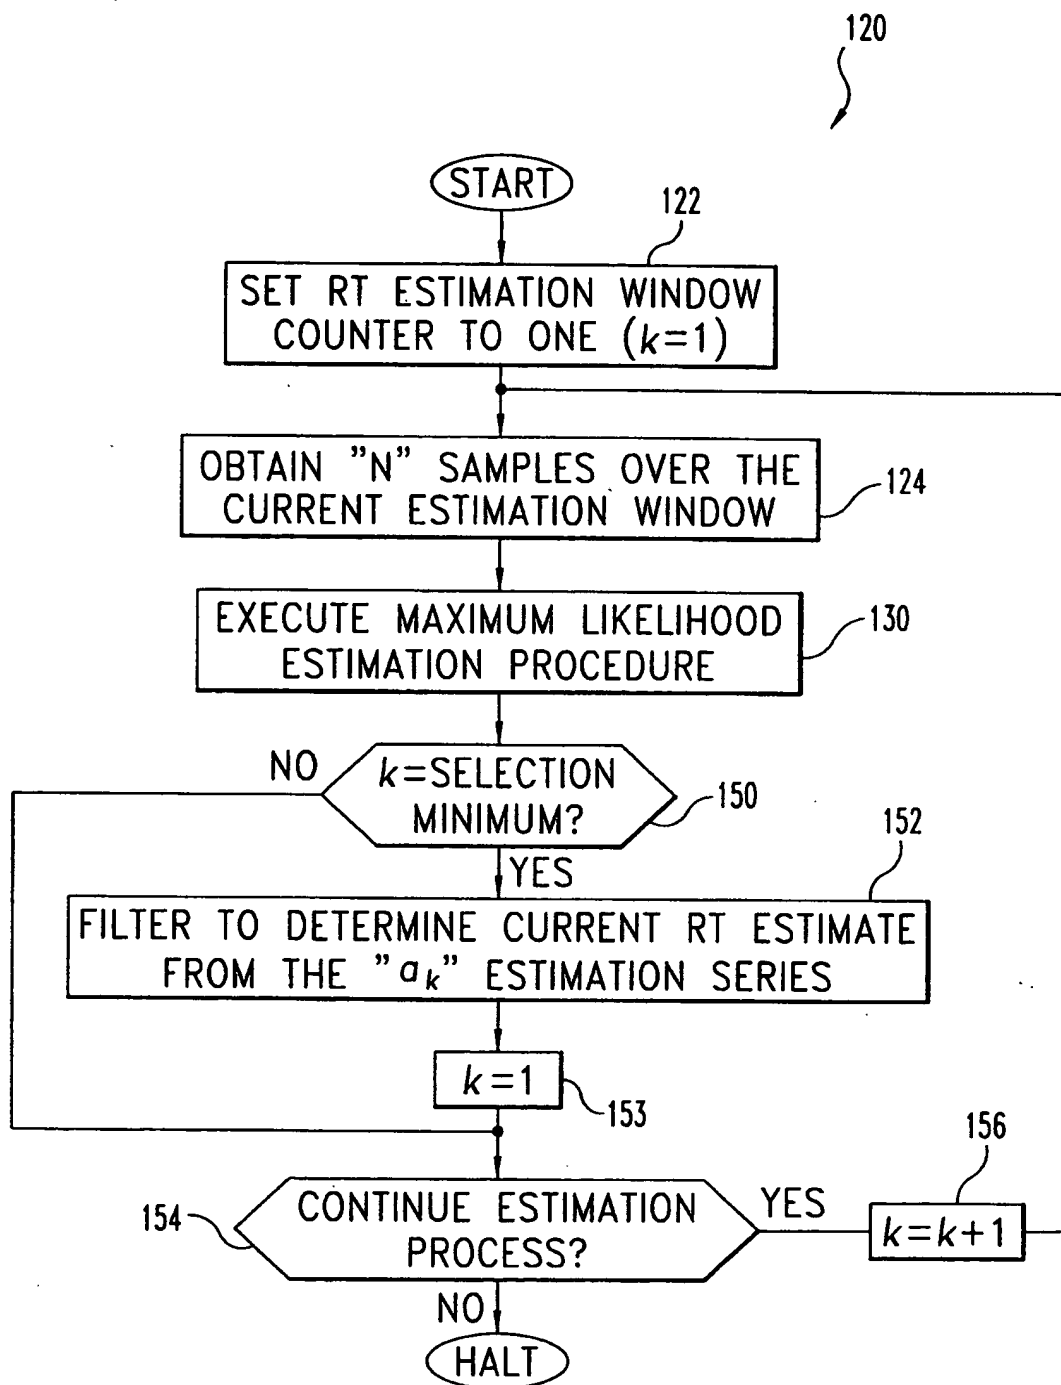 120
START
122
SET RT ESTIMATION WINDOW
COUNTER TO ONE (k=1)
OBTAIN "N" SAMPLES OVER THE
CURRENT ESTIMATION WINDOW
124
EXECUTE MAXIMUM LIKELIHOOD
ESTIMATION PROCEDURE
130
NO
k=SELECTION
MINIMUM?
150
YES
152
FILTER TO DETERMINE CURRENT RT ESTIMATE
FROM THE "ak" ESTIMATION SERIES
k=1
153
156
154
CONTINUE ESTIMATION
PROCESS?
YES
k=k+1
NO
HALT